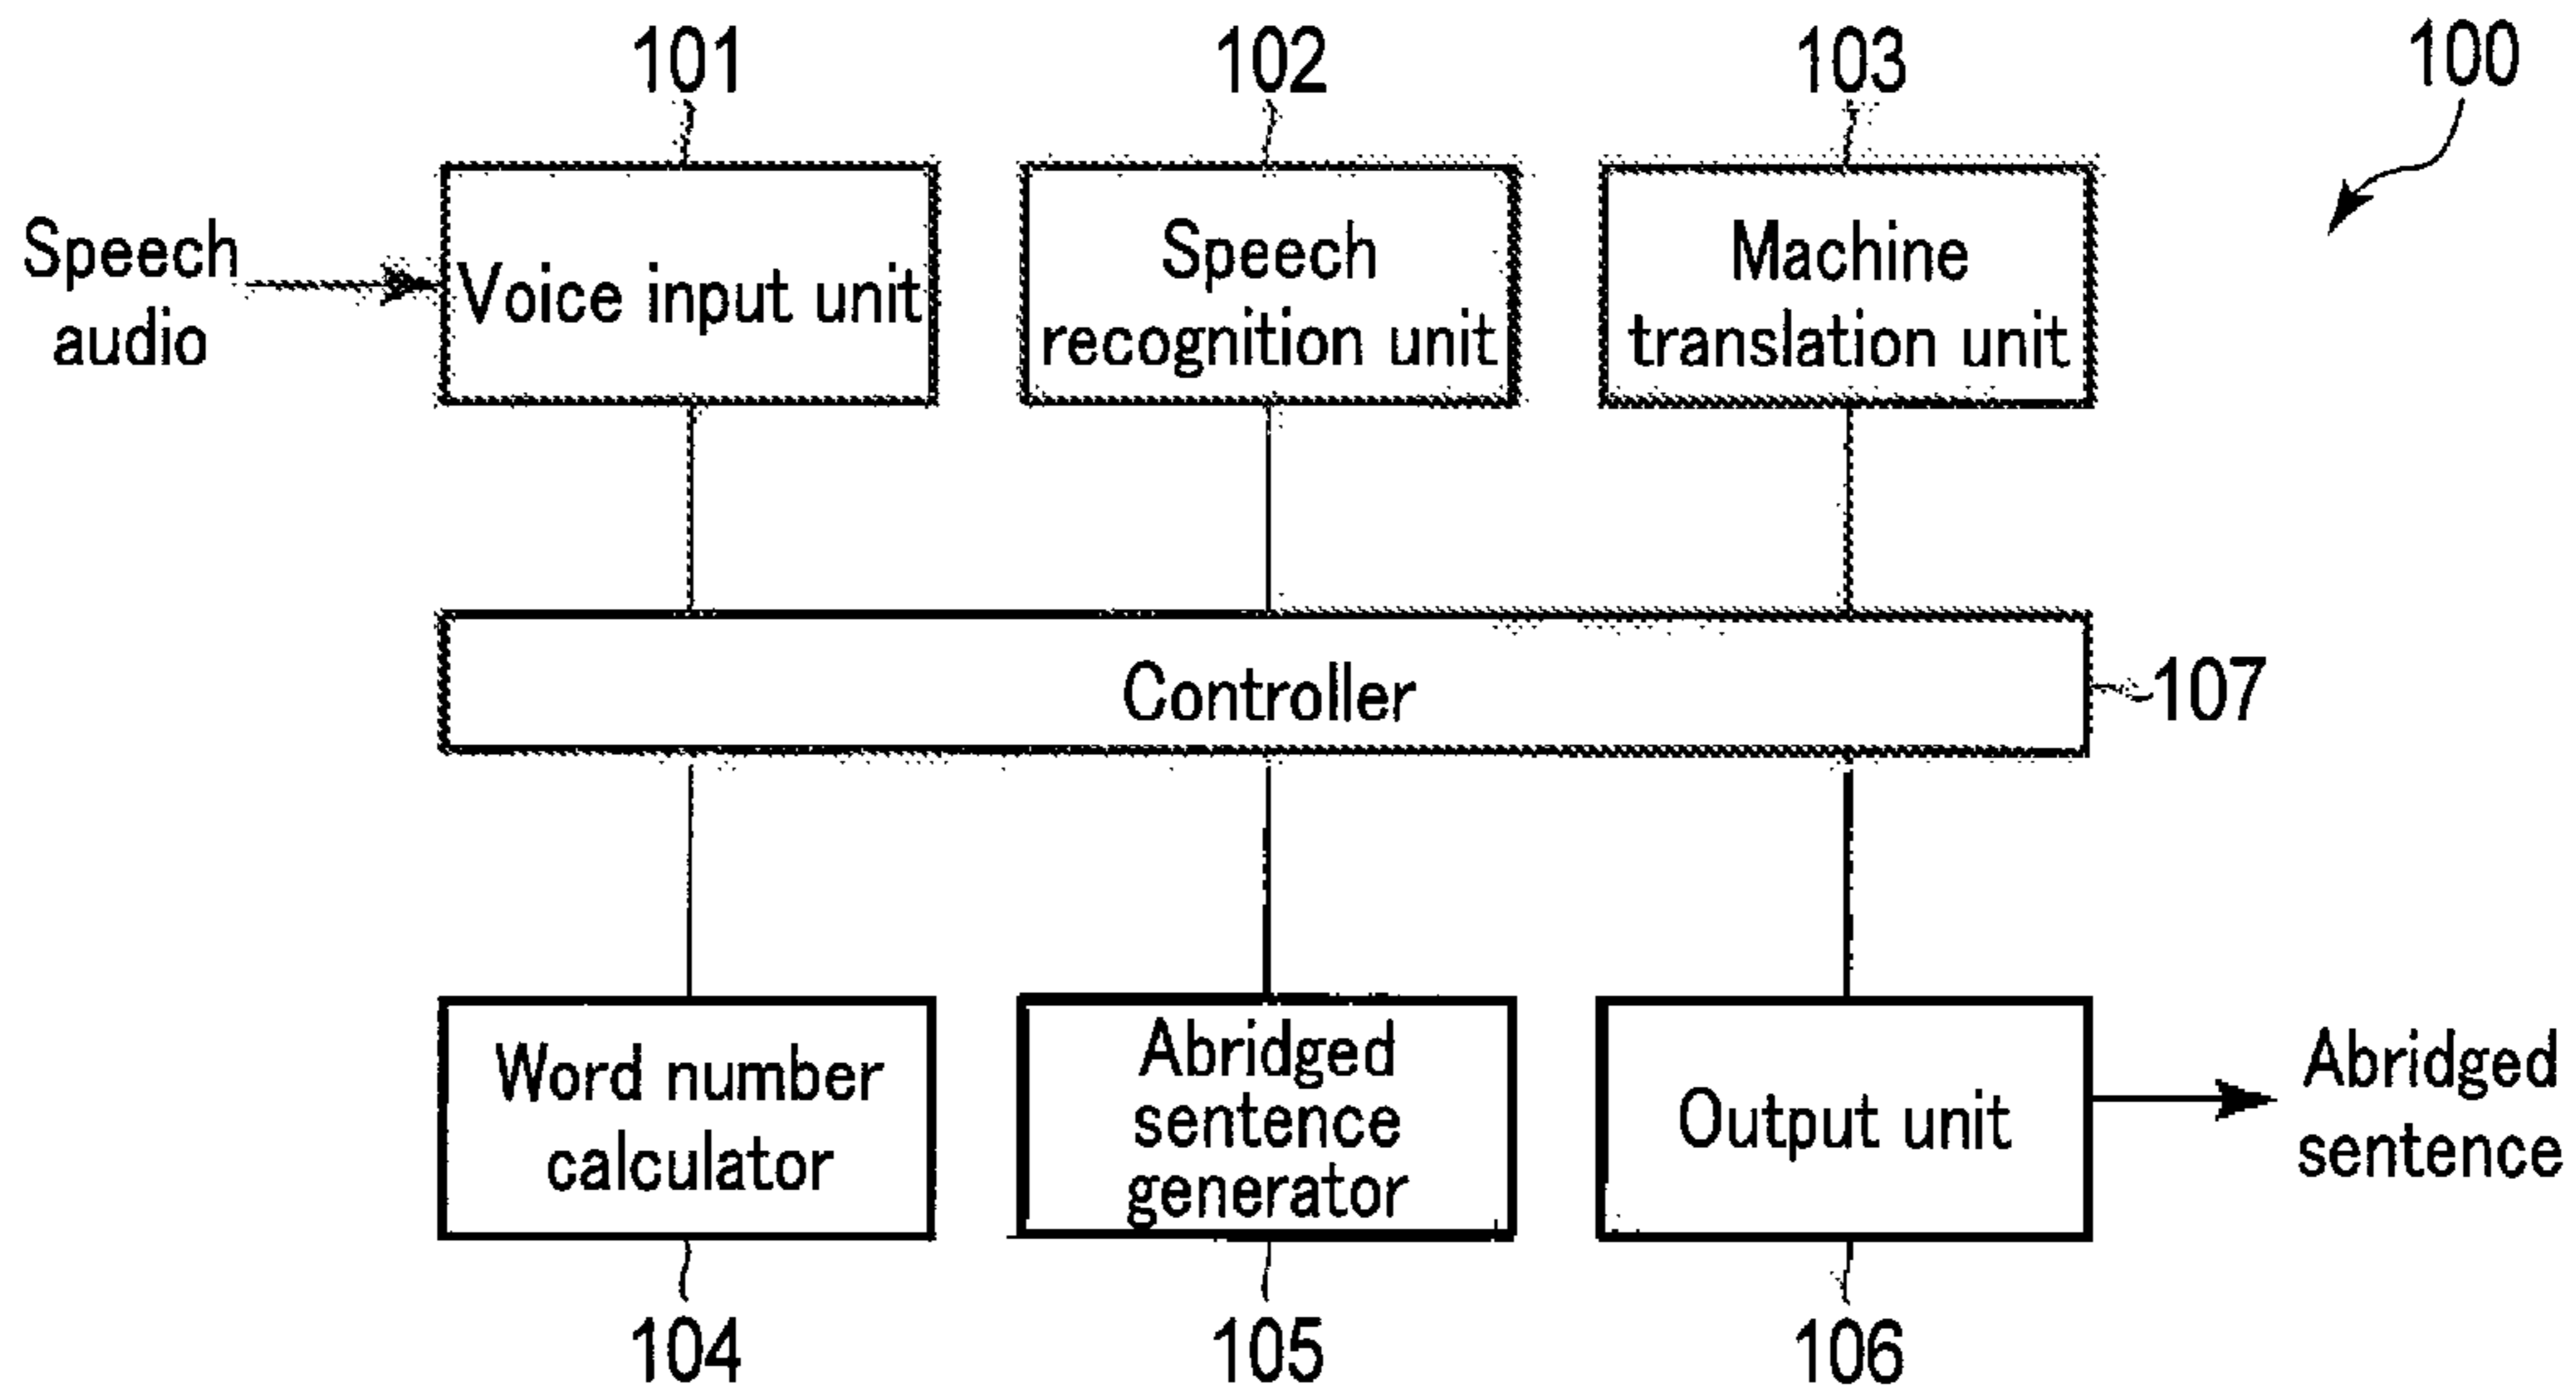 101
102
103
100
Speech
audio
Voice input unit
Speech
recognition unit
Machine
translation unit
Controller
107
Word number
calculator
Abridged
sentence
generator
Output unit
Abridged
sentence
104
105
106